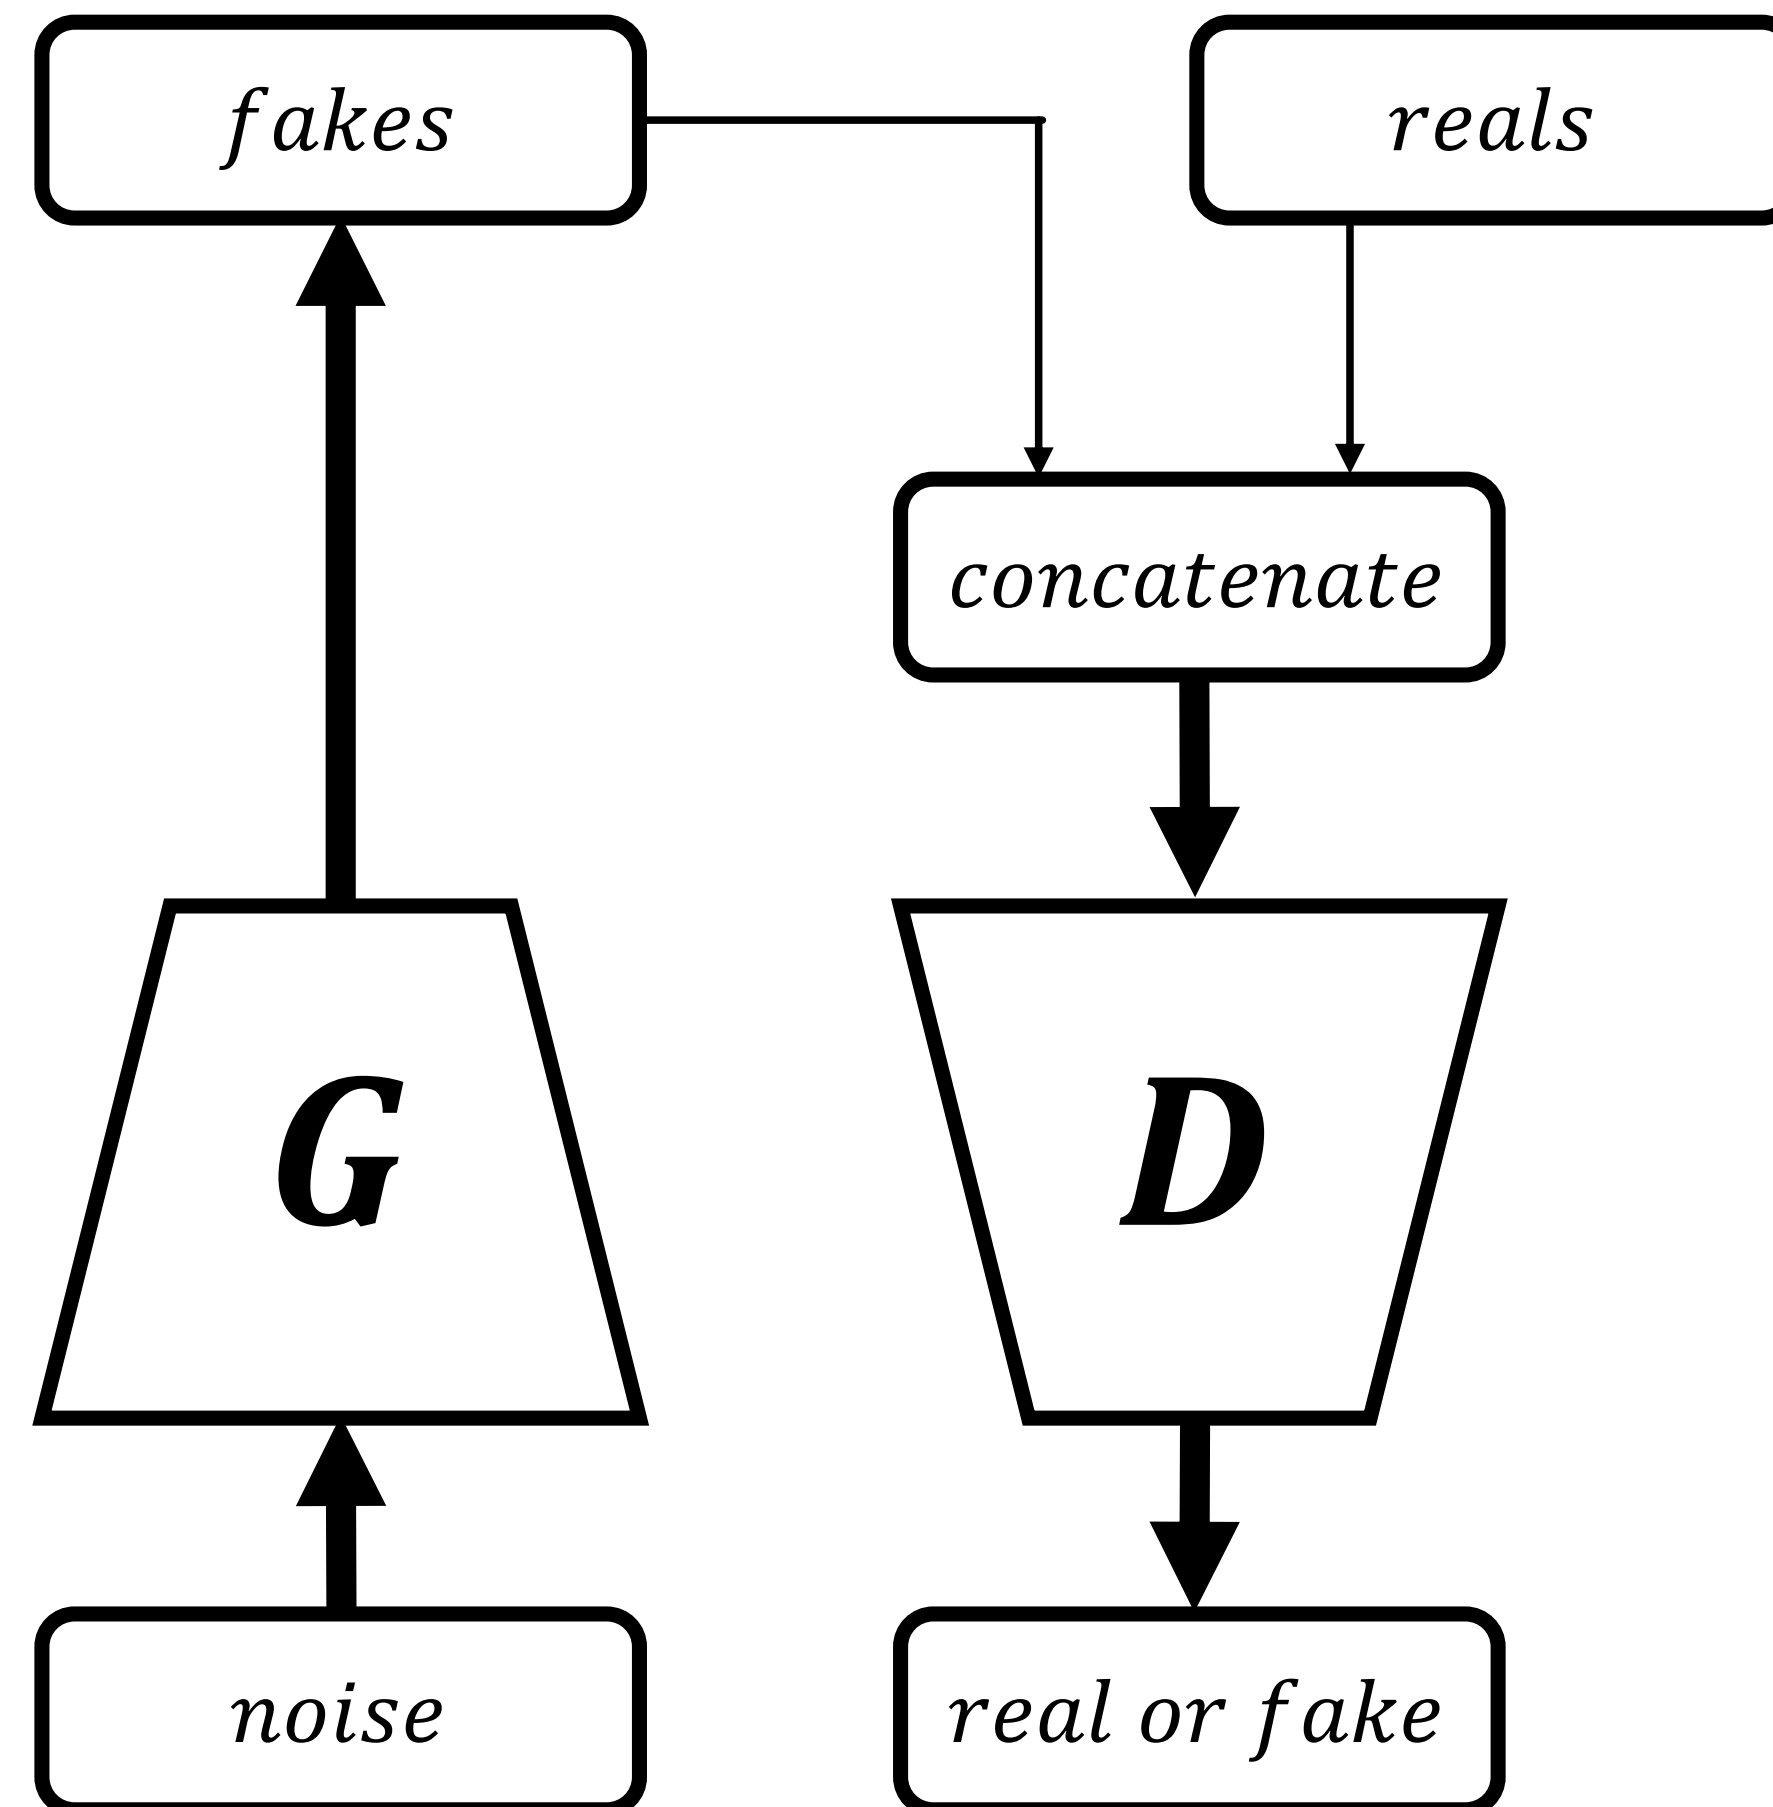 fakes
reals
concatenate
G
D
noise
real or fake